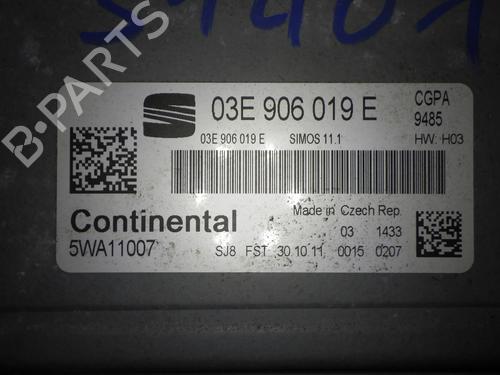 51401
B-PARTS
03E 906 019 E
CGPA
9485
03E 906 019 E SIMOS 11.1
HW: H03
Continental
5WA11007
Made in Czech Rep.
03 1433
SJ8 FST 30.10.11 0015 0207